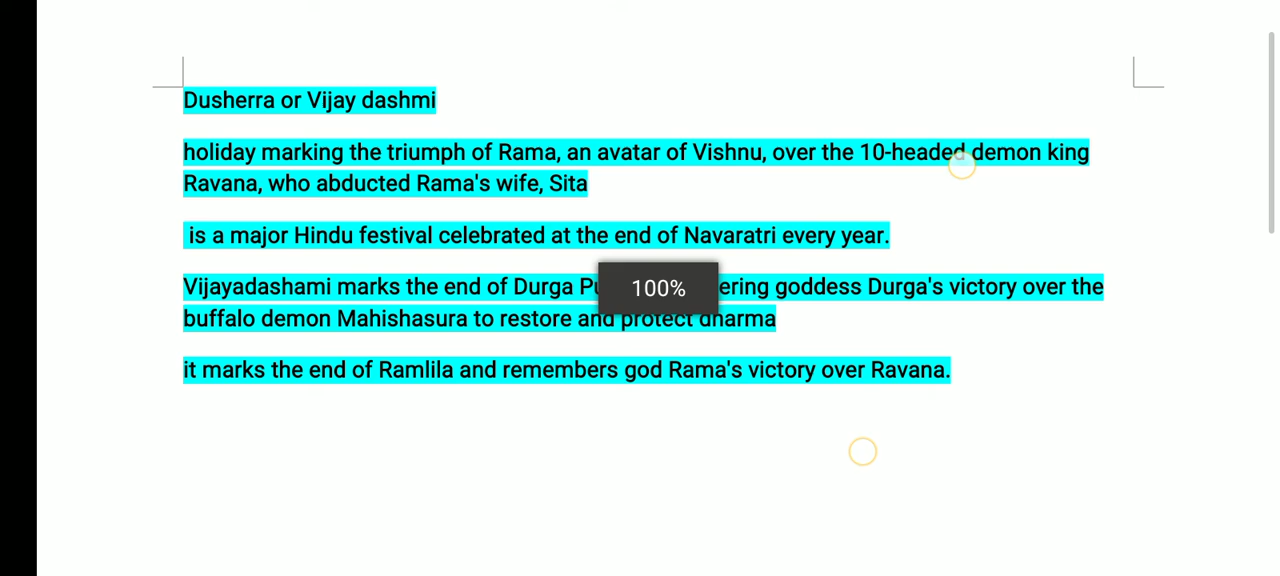 Dusherra or Vijay dashmi
holiday marking the triumph of Rama, an avatar of Vishnu, over the 10-headed demon king
Ravana, who abducted Rama's wife, Sita
is a major Hindu festival celebrated at the end of Navaratri every year.
Vijayadashami marks the end of Durga goddess Durga's victory over the
100%
buffalo demon Mahishasura to restore and protect dharma
it marks the end of Ramlila and remembers god Rama's victory over Ravana.